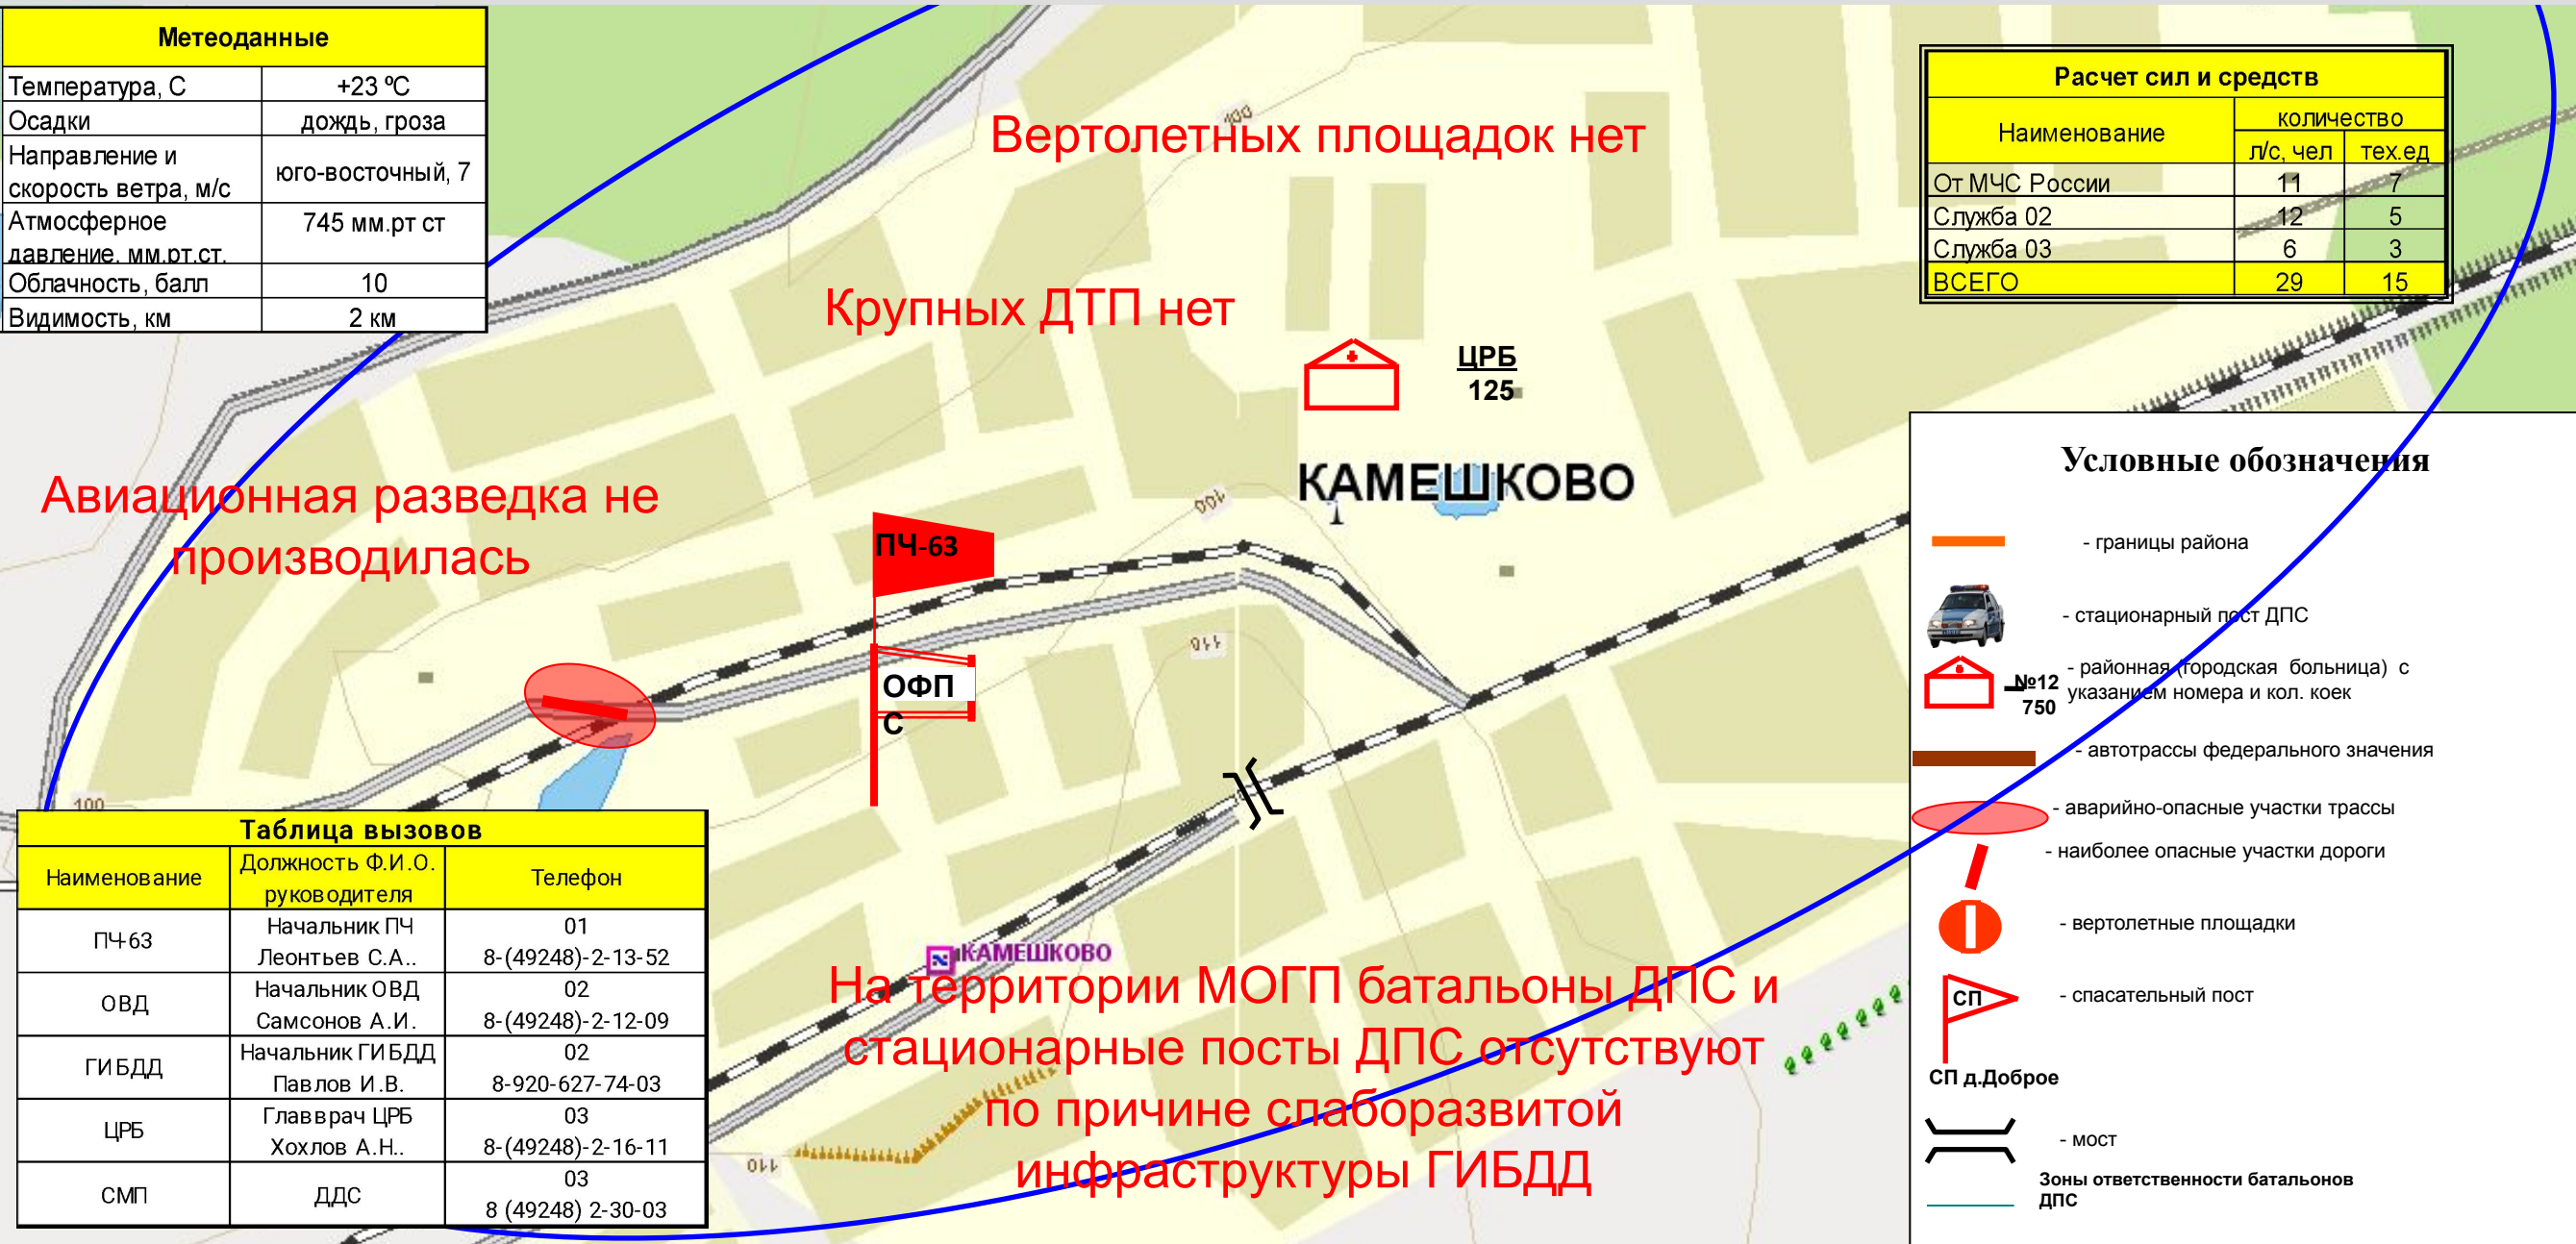 Метеоданные
Температура, С +23 ºС
Осадки дождь, гроза
Направление и
скорость ветра, м/с юго-восточный, 7
Атмосферное
давление. мм.рт.ст. 745 мм.рт ст
Облачность, балл 10
Видимость, км 2 км
Вертолетных площадок нет
Крупных ДТП нет
Авиационная разведка не
производилась
Расчет сил и средств
Наименование количество
л/с, чел тех.ед
От МЧС России 11 7
Служба 02 12 5
Служба 03 6 3
ВСЕГО 29 15
100
ЦРБ
125
КАМЕШКОВО
100
ПЧ-63
110
ОФП
С
100
КАМЕШКОВО
На территории МОГП батальоны ДПС и
стационарные посты ДПС отсутствуют
по причине слаборазвитой
инфраструктуры ГИБДД
110
Таблица вызовов
Наименование Должность Ф.И.О. руководителя Телефон
ПЧ-63 Начальник ПЧ 01
Леонтьев С.А.. 8-(49248)-2-13-52
ОВД Начальник ОВД 02
Самсонов А.И. 8-(49248)-2-12-09
ГИБДД Начальник ГИБДД 02
Павлов И.В. 8-920-627-74-03
ЦРБ Главврач ЦРБ 03
Хохлов А.Н.. 8-(49248)-2-16-11
СМП ДДС 03
8 (49248) 2-30-03
Условные обозначения
- границы района
- стационарный пост ДПС
№12
750
- районная (городская больница) с
указанием номера и кол. коек
- автотрассы федерального значения
- аварийно-опасные участки трассы
- наиболее опасные участки дороги
- вертолетные площадки
СП
- спасательный пост
СП д.Доброе
- мост
Зоны ответственности батальонов
ДПС